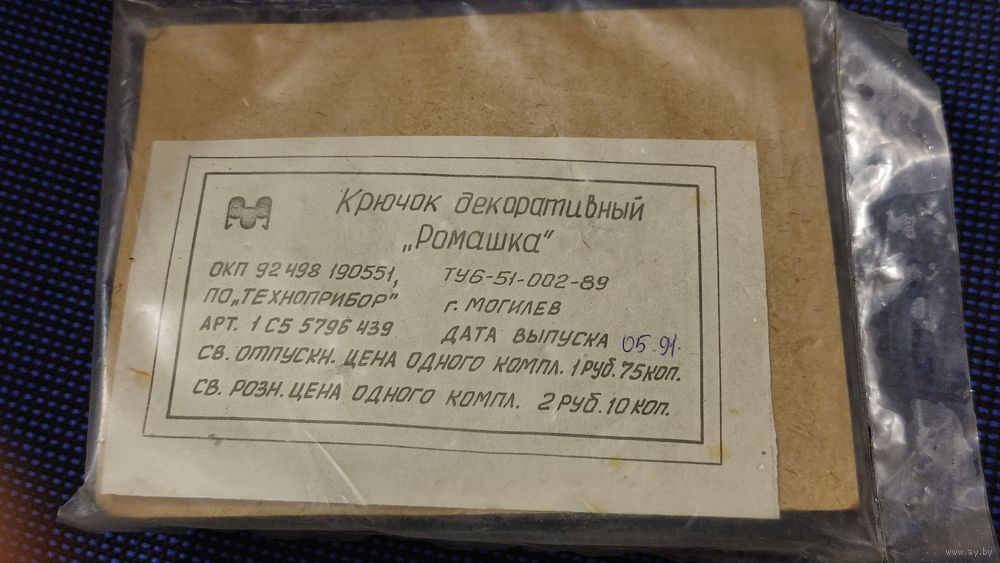 Крючок декоративный
„Ромашка"
ОКП 92498 190551, ТУ6-51-002-89
ПО„ТЕХНОПРИБОР" г. МОГИЛЕВ
АРТ. 1 С5 5796 439 ДАТА ВЫПУСКА 05.91.
СВ. ОТПУСКН. ЦЕНА ОДНОГО КОМПЛ. 1 РУБ. 75 КОП.
СВ. РОЗН. ЦЕНА ОДНОГО КОМПЛ. 2 РУБ. 10 КОП.
www.ay.by